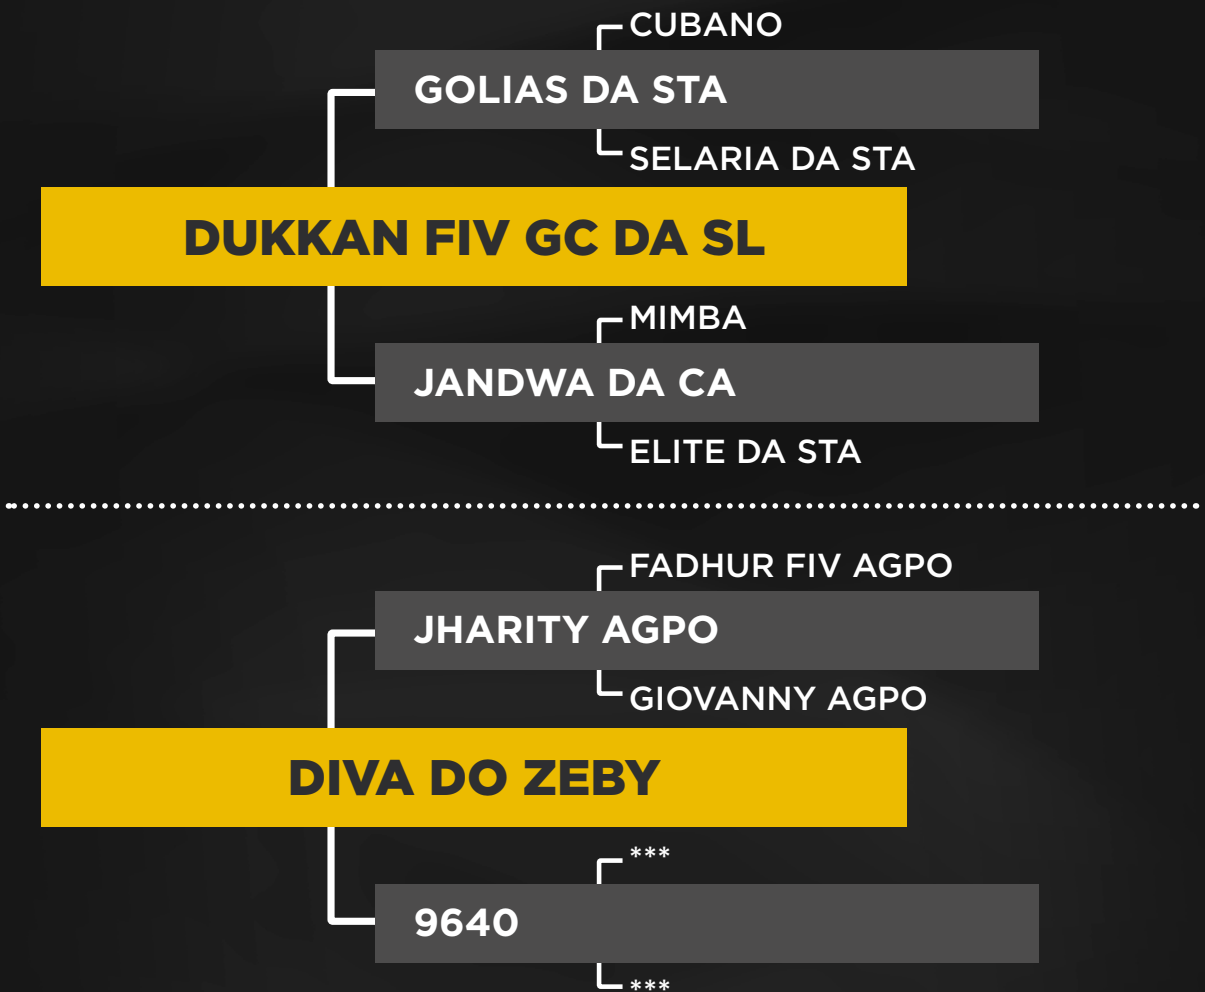 CUBANO
GOLIAS DA STA
SELARIA DA STA
DUKKAN FIV GC DA SL
MIMBA
JANDWA DA CA
ELITE DA STA
FADHUR FIV AGPO
JHARITY AGPO
GIOVANNY AGPO
DIVA DO ZEBY
***
9640
***